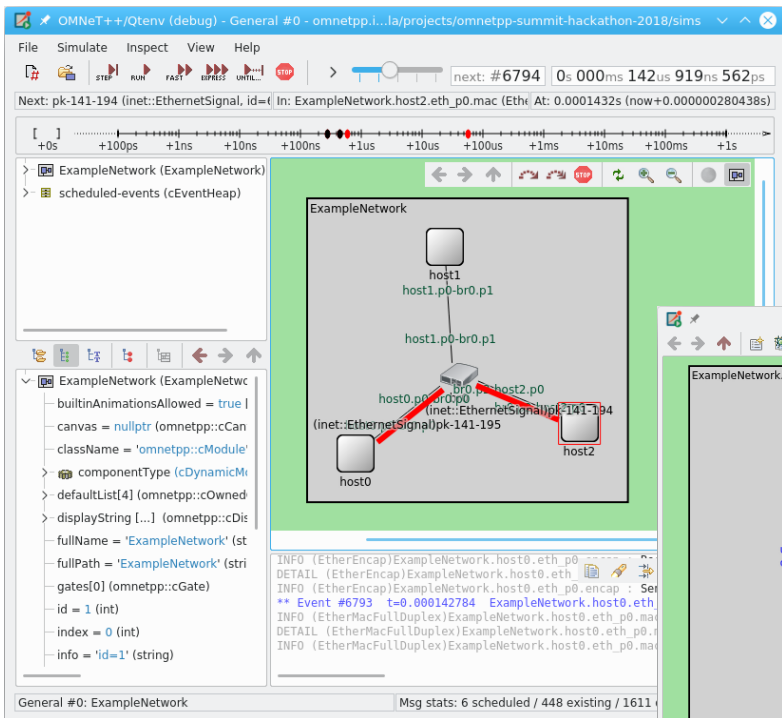 OMNeT++/Qtenv (debug) - General #0 - omnetpp.i...la/projects/omnetpp-summit-hackathon-2018/sims
File Simulate Inspect View Help
STEP RUN FAST EXPRESS UNTIL... STOP next: #6794 0s 000ms 142us 919ns 562ps
Next: pk-141-194 (inet::EthernetSignal, id= In: ExampleNetwork.host2.eth_p0.mac (Ethe At: 0.0001432s (now+0.000000280438s)
[ ]
+0s +100ps +1ns +10ns +100ns +1us +10us +100us +1ms +10ms +100ms +1s
ExampleNetwork (ExampleNetwork)
scheduled-events (cEventHeap)
STOP
ExampleNetwork
host1
host1.p0-br0.p1
host1.p0-br0.p1
host2.p0
(inet::EthernetSignal)pk-141-194
(inet::EthernetSignal)pk-141-195
host2
host0
ExampleNetwork (ExampleNetwc
builtinAnimationsAllowed = true
canvas = nullptr (omnetpp::cCan
className = 'omnetpp::cModule'
componentType (cDynamicMo
defaultList[4] (omnetpp::cOwned
displayString [...] (omnetpp::cDis
fullName = 'ExampleNetwork' (st
fullPath = 'ExampleNetwork' (stri
gates[0] (omnetpp::cGate)
id = 1 (int)
index = 0 (int)
info = 'id=1' (string)
INFO (EtherEncap)ExampleNetwork.host0.eth_p0
DETAIL (EtherEncap)ExampleNetwork.host0.eth_
INFO (EtherEncap)ExampleNetwork.host0.eth_p0.encap : Ser
** Event #6793 t=0.000142784 ExampleNetwork.host0.eth_
INFO (EtherMacFullDuplex)ExampleNetwork.host0.eth_p0.mac
DETAIL (EtherMacFullDuplex)ExampleNetwork.host0.eth_p0.m
INFO (EtherMacFullDuplex)ExampleNetwork.host0.eth_p0.mac
ExampleNetwork.
General #0: ExampleNetwork
Msg stats: 6 scheduled / 448 existing / 1611